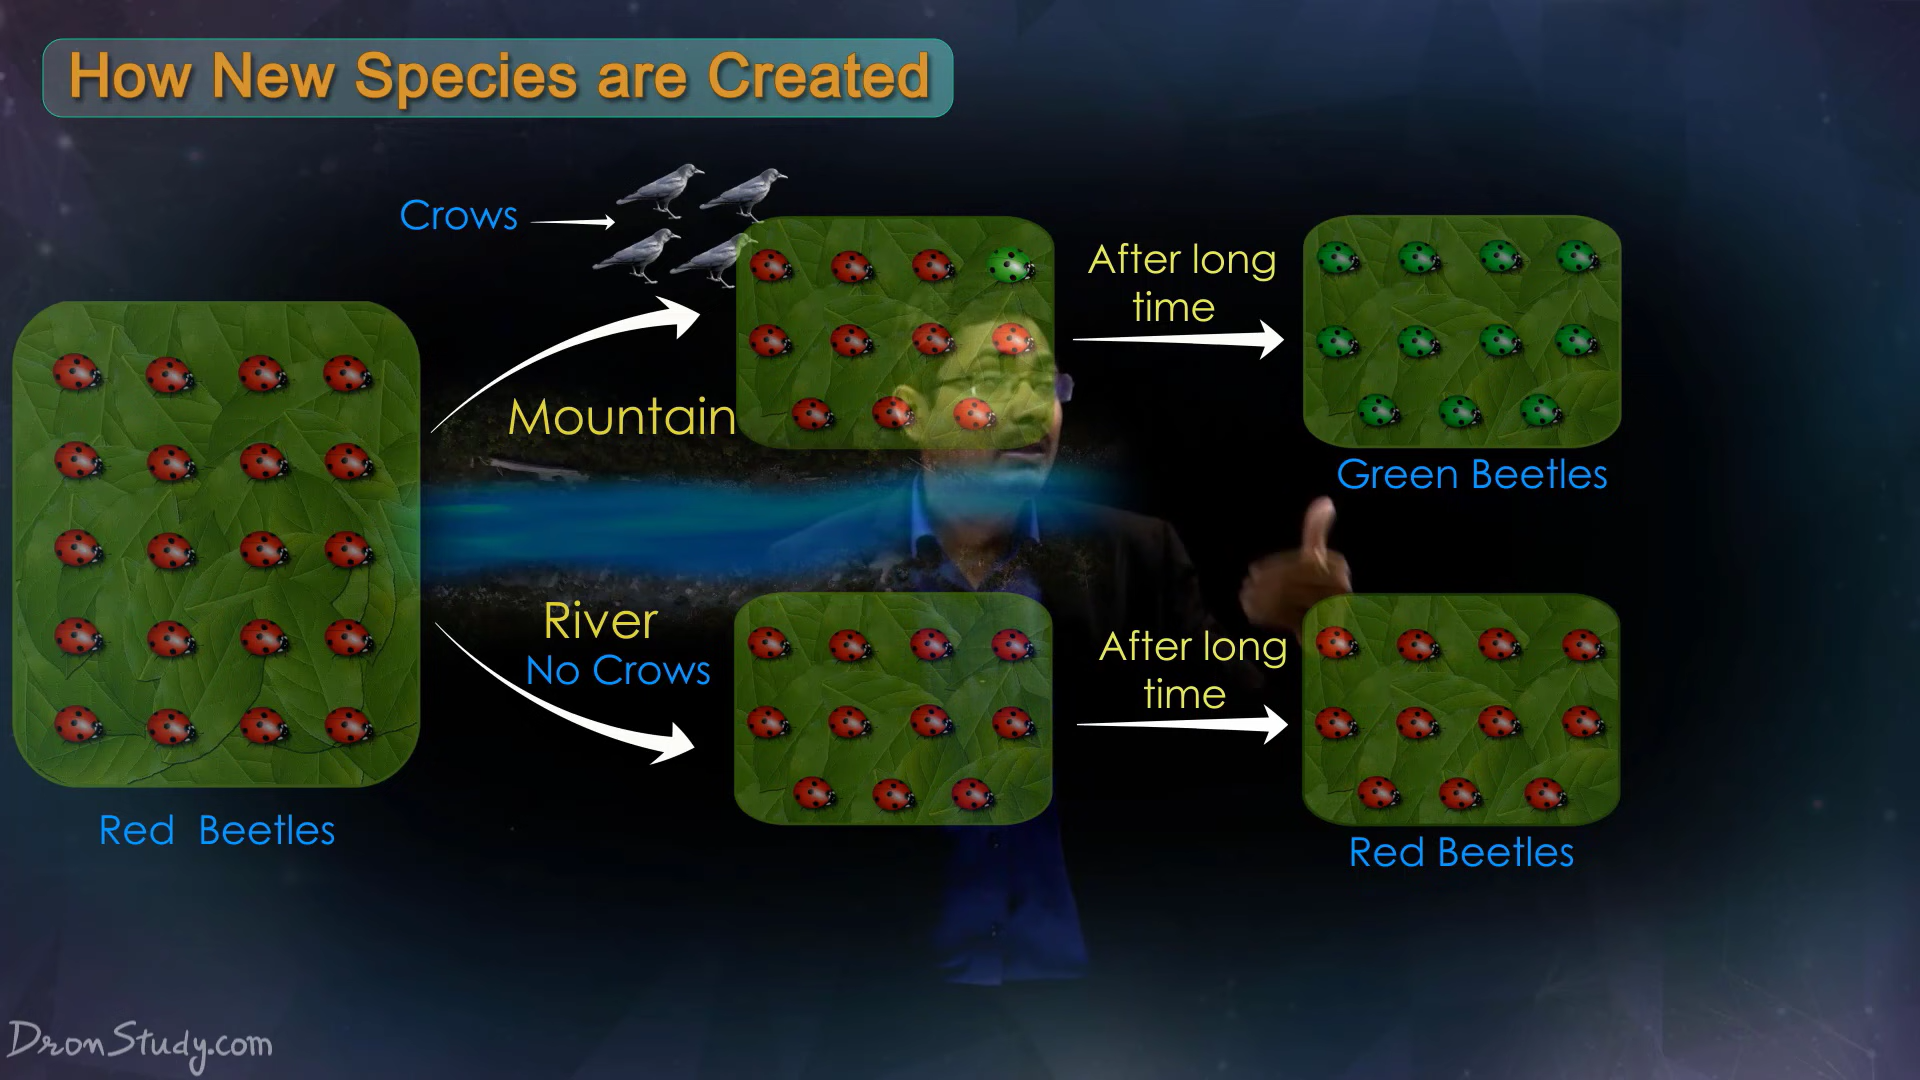 How New Species are Created
Crows
After long
time
Mountain
Green Beetles
River
No Crows
After long
time
Red Beetles
Red Beetles
DronStudy.com